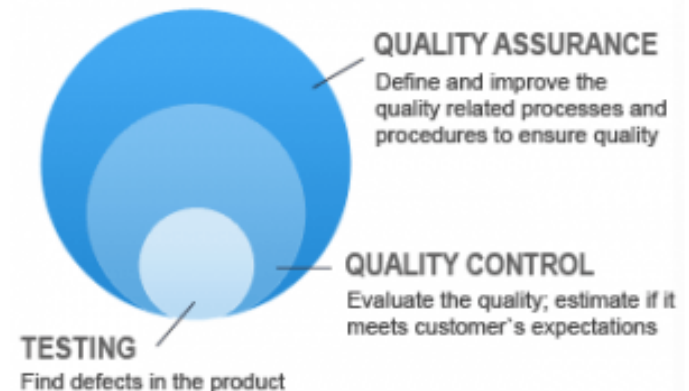 QUALITY ASSURANCE
Define and improve the
quality related processes and
procedures to ensure quality
QUALITY CONTROL
Evaluate the quality; estimate if it
meets customer`s expectations
TESTING
Find defects in the product